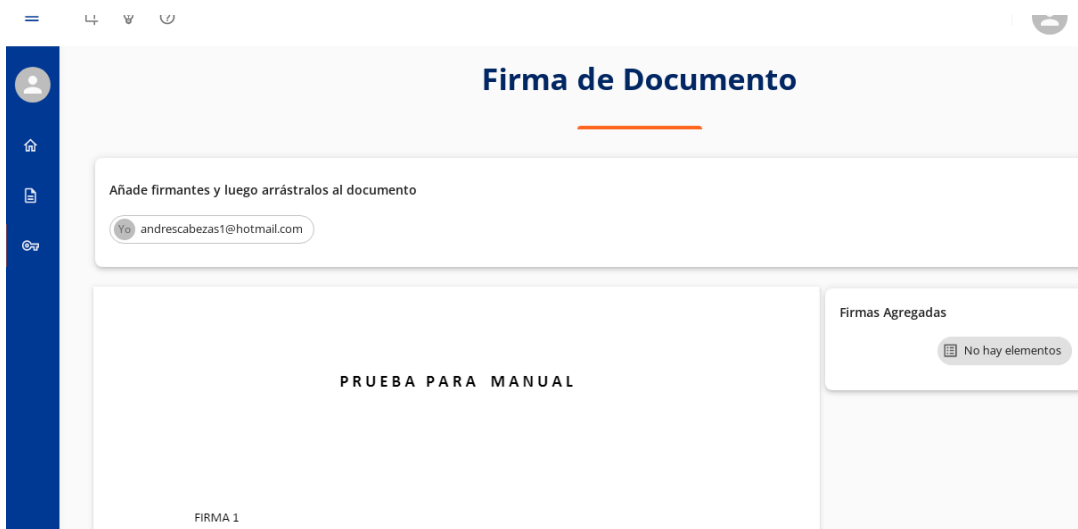 Firma de Documento
Añade firmantes y luego arrástralos al documento
Yo andrescabezas1@hotmail.com
Firmas Agregadas
No hay elementos
PRUEBA PARA MANUAL
FIRMA 1